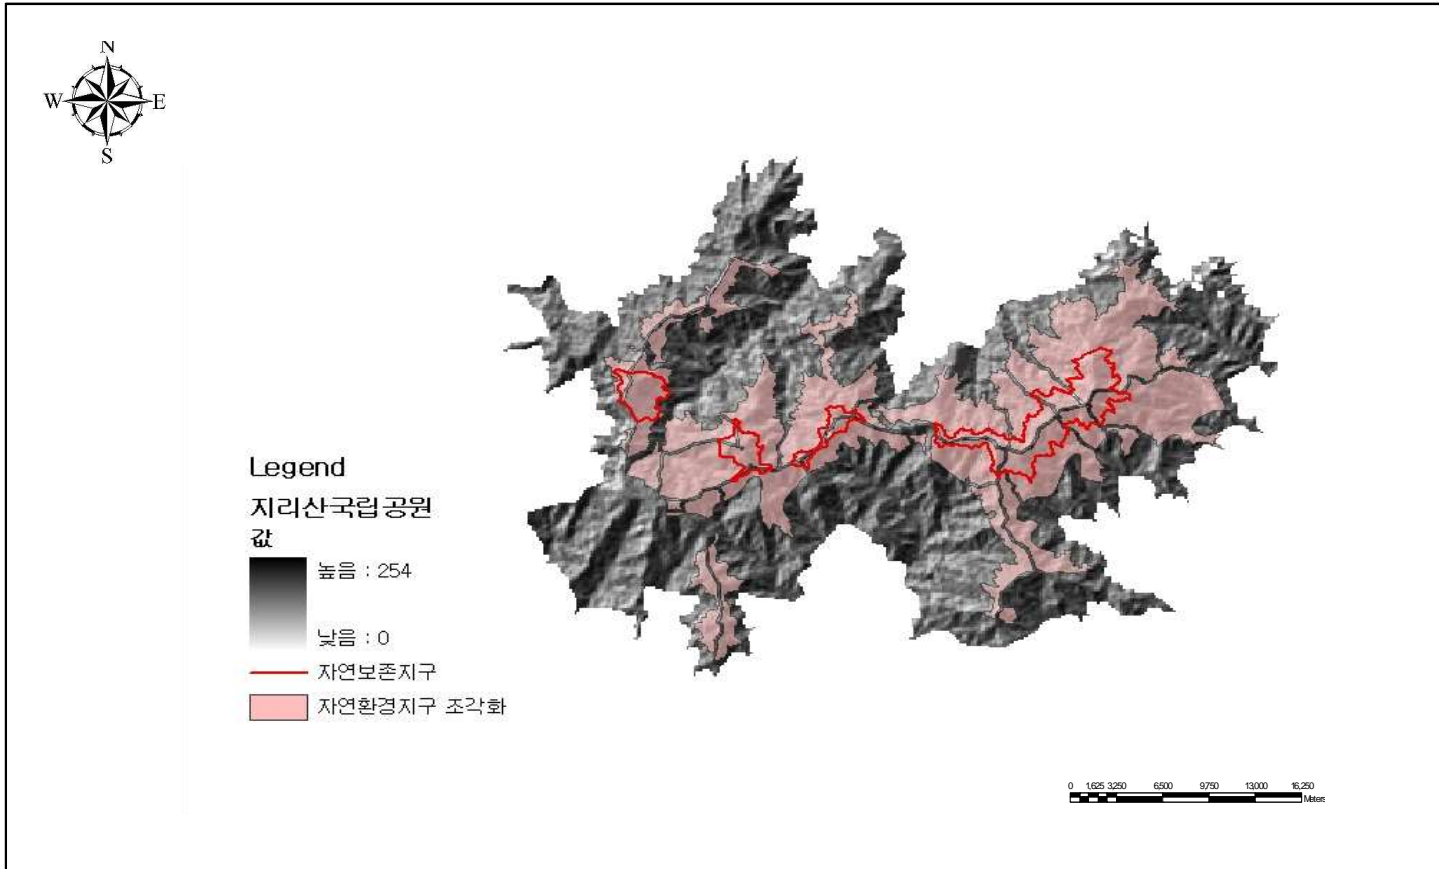 N
W E
S
Legend
지리산국립공원
값
높음 : 254
낮음 : 0
자연보존지구
자연환경지구 조각화
0 1,625 3,250 6,500 9,750 13,000 16,250
Meters